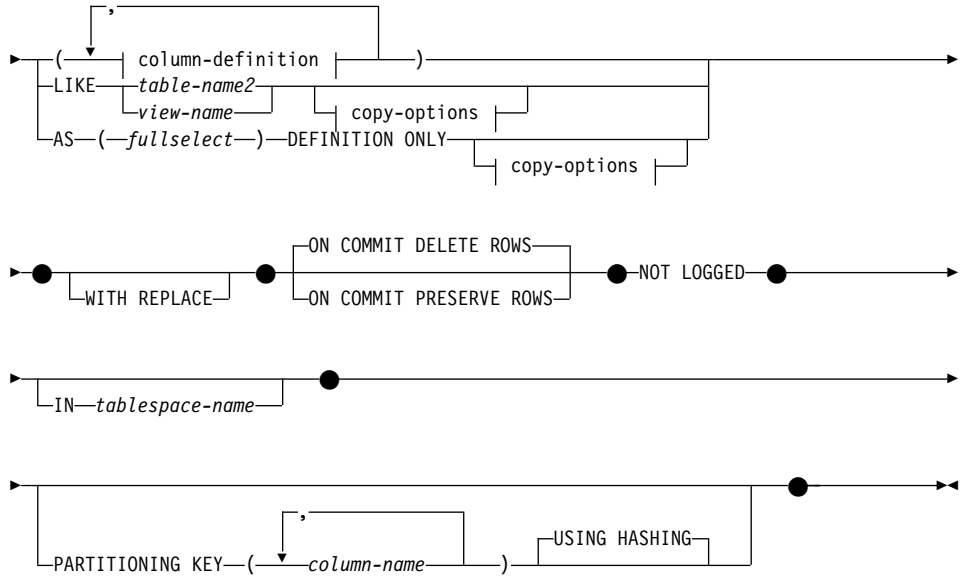 ,
( column-definition )
LIKE table-name2
view-name copy-options
AS ( fullselect ) DEFINITION ONLY
copy-options
ON COMMIT DELETE ROWS
WITH REPLACE ON COMMIT PRESERVE ROWS NOT LOGGED
IN tablespace-name
,
USING HASHING
PARTITIONING KEY ( column-name )